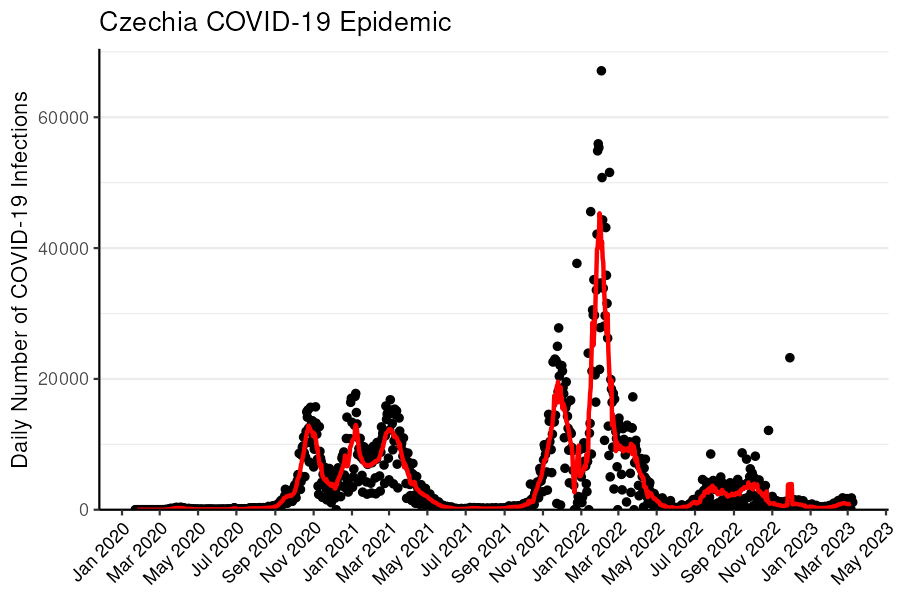 Czechia COVID-19 Epidemic
Daily Number of COVID-19 Infections
60000
40000
20000
0
Jan 2020
Mar 2020
May 2020
Jul 2020
Sep 2020
Nov 2020
Jan 2021
Mar 2021
May 2021
Jul 2021
Sep 2021
Nov 2021
Jan 2022
Mar 2022
May 2022
Jul 2022
Sep 2022
Nov 2022
Jan 2023
Mar 2023
May 2023